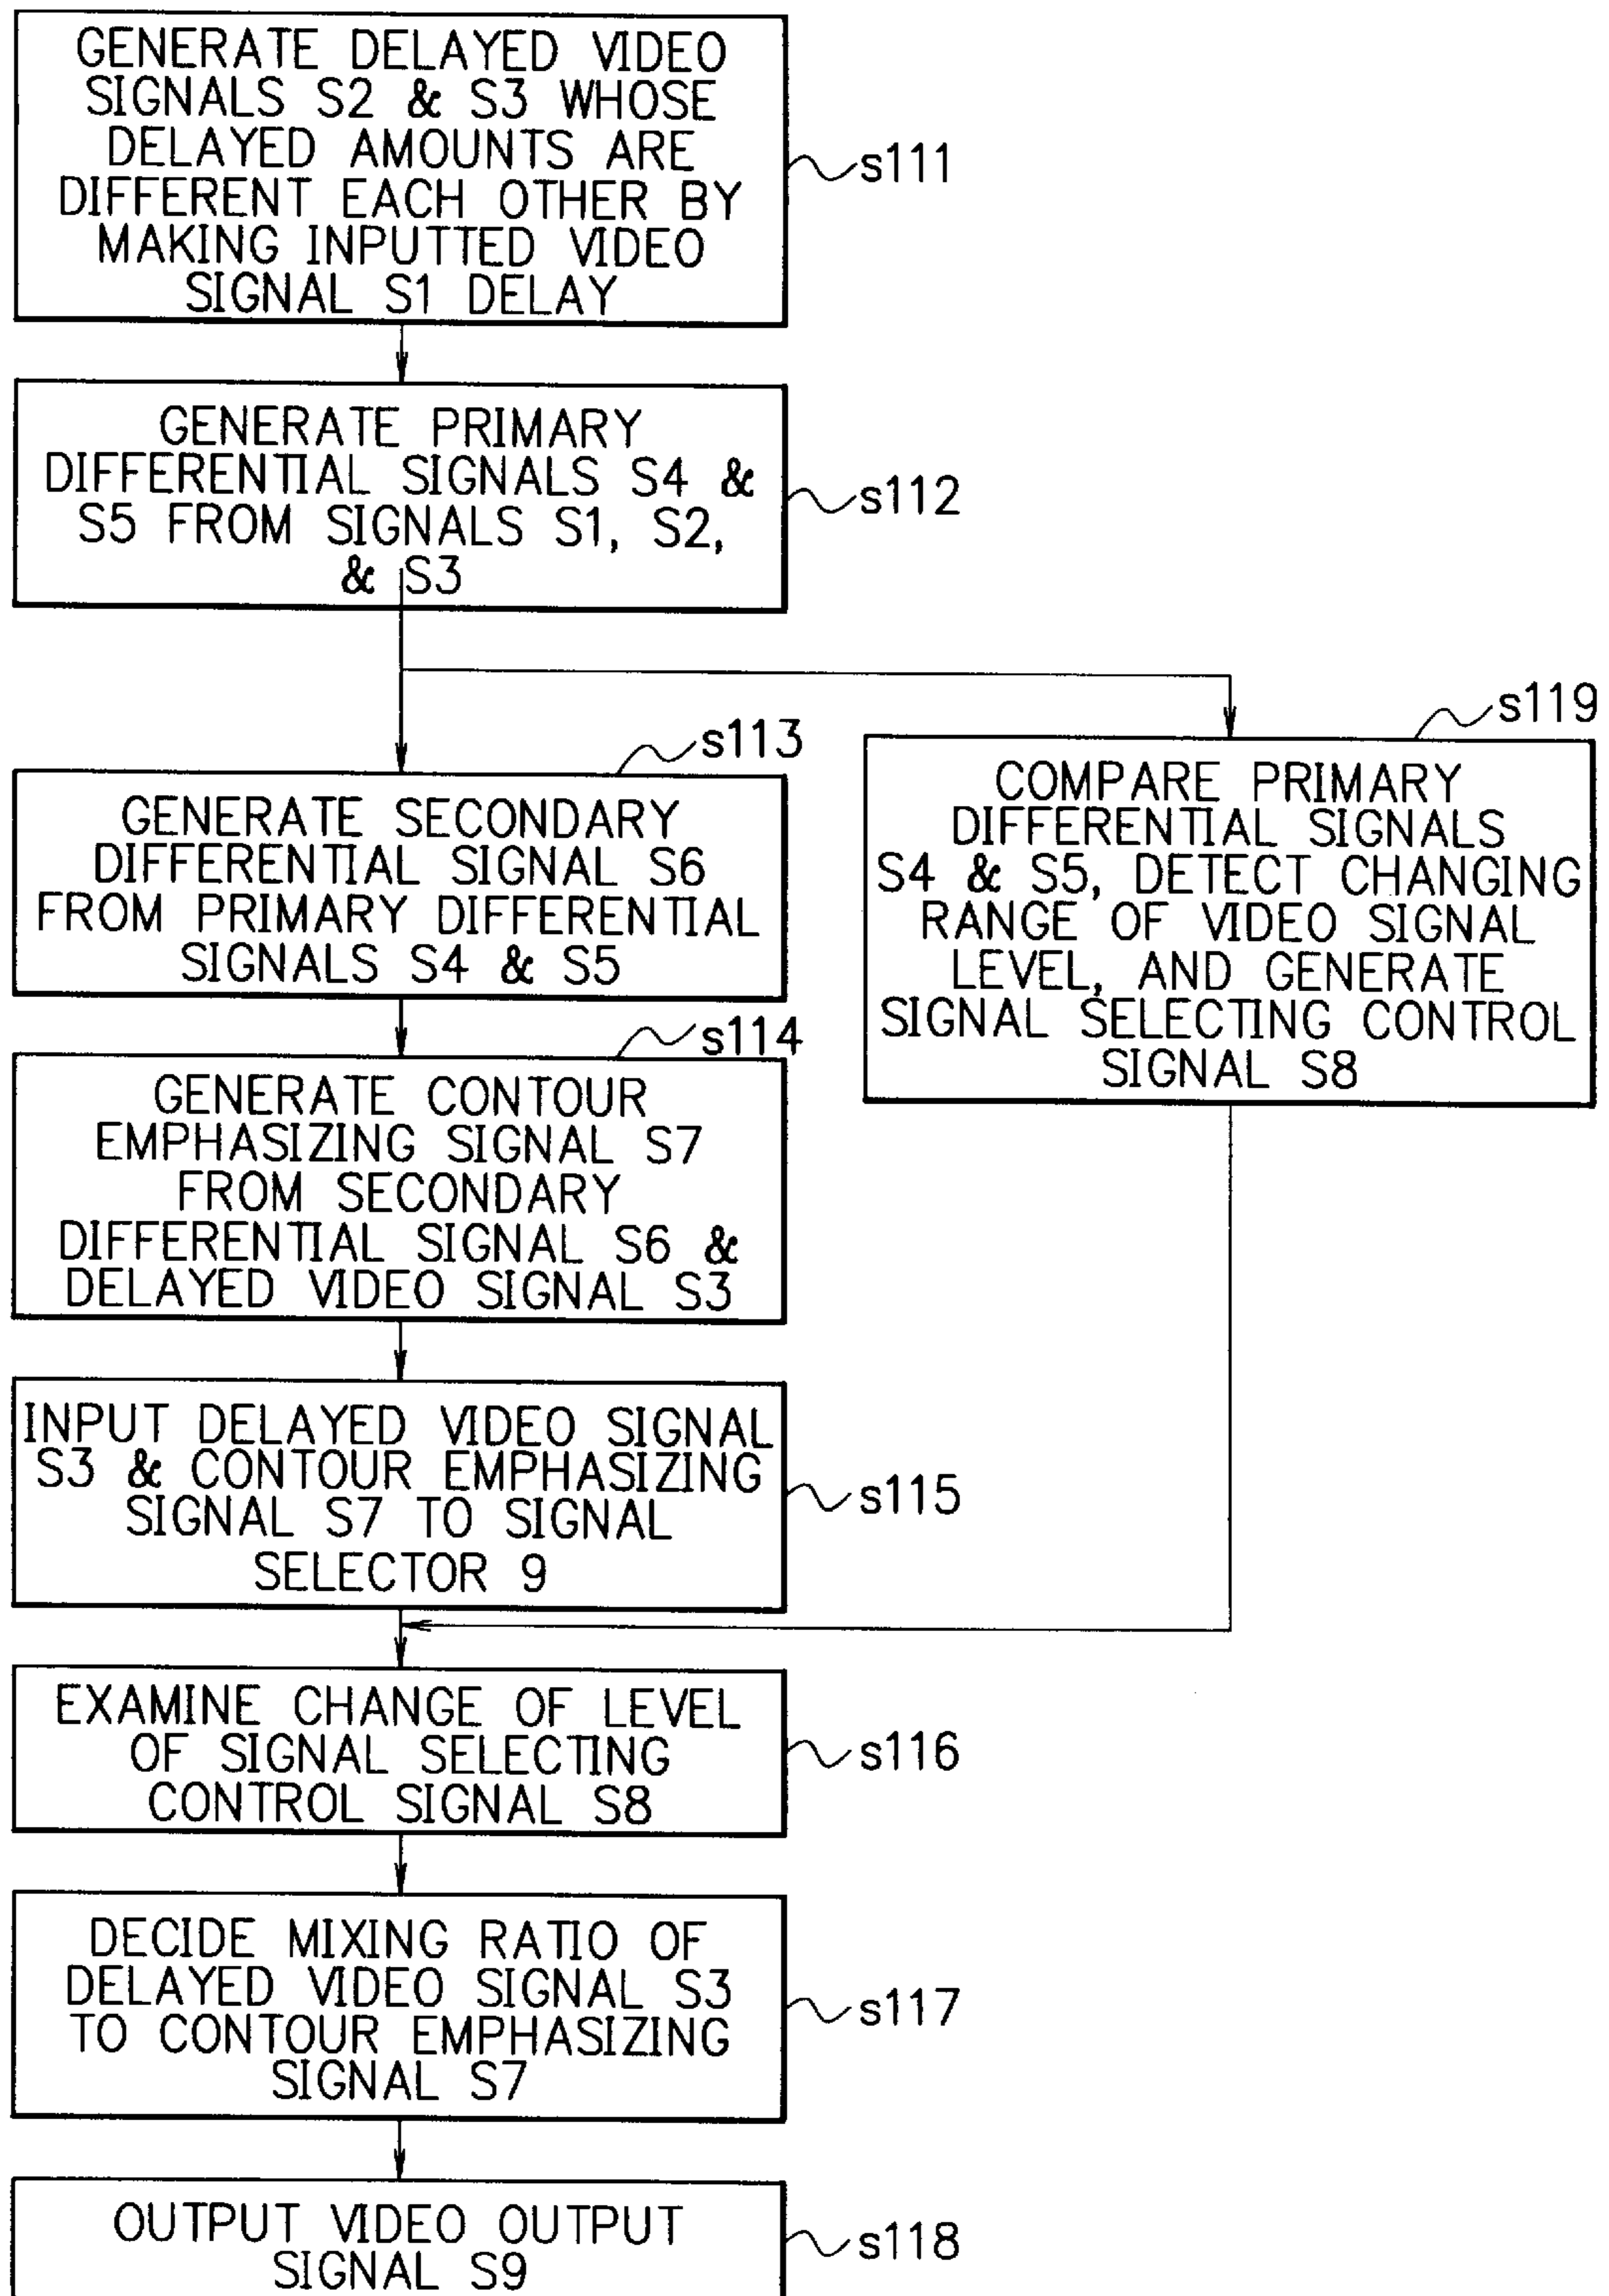 GENERATE DELAYED VIDEO
SIGNALS S2 & S3 WHOSE
DELAYED AMOUNTS ARE
DIFFERENT EACH OTHER BY
MAKING INPUTTED VIDEO
SIGNAL S1 DELAY
s111
GENERATE PRIMARY
DIFFERENTIAL SIGNALS S4 &
S5 FROM SIGNALS S1, S2,
& S3
s112
s113
GENERATE SECONDARY
DIFFERENTIAL SIGNAL S6
FROM PRIMARY DIFFERENTIAL
SIGNALS S4 & S5
s119
COMPARE PRIMARY
DIFFERENTIAL SIGNALS
S4 & S5, DETECT CHANGING
RANGE OF VIDEO SIGNAL
LEVEL, AND GENERATE
SIGNAL SELECTING CONTROL
SIGNAL S8
s114
GENERATE CONTOUR
EMPHASIZING SIGNAL S7
FROM SECONDARY
DIFFERENTIAL SIGNAL S6 &
DELAYED VIDEO SIGNAL S3
INPUT DELAYED VIDEO SIGNAL
S3 & CONTOUR EMPHASIZING
SIGNAL S7 TO SIGNAL
SELECTOR 9
s115
EXAMINE CHANGE OF LEVEL
OF SIGNAL SELECTING
CONTROL SIGNAL S8
s116
DECIDE MIXING RATIO OF
DELAYED VIDEO SIGNAL S3
TO CONTOUR EMPHASIZING
SIGNAL S7
s117
OUTPUT VIDEO OUTPUT
SIGNAL S9
s118